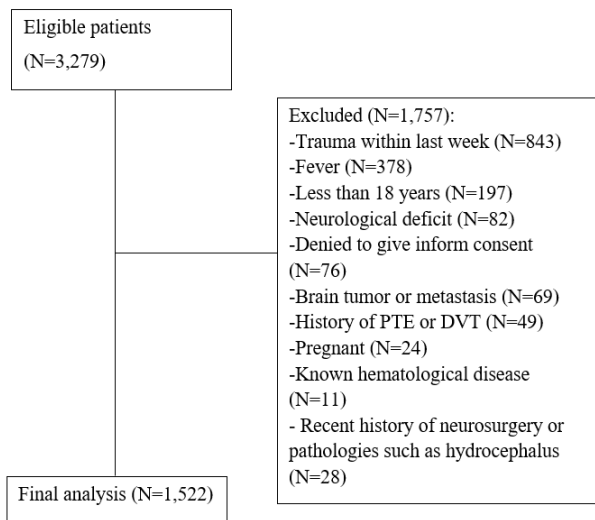 Eligible patients
(N=3,279)
Excluded (N=1,757):
-Trauma within last week (N=843)
-Fever (N=378)
-Less than 18 years (N=197)
-Neurological deficit (N=82)
-Denied to give inform consent
(N=76)
-Brain tumor or metastasis (N=69)
-History of PTE or DVT (N=49)
-Pregnant (N=24)
-Known hematological disease
(N=11)
- Recent history of neurosurgery or
pathologies such as hydrocephalus
(N=28)
Final analysis (N=1,522)